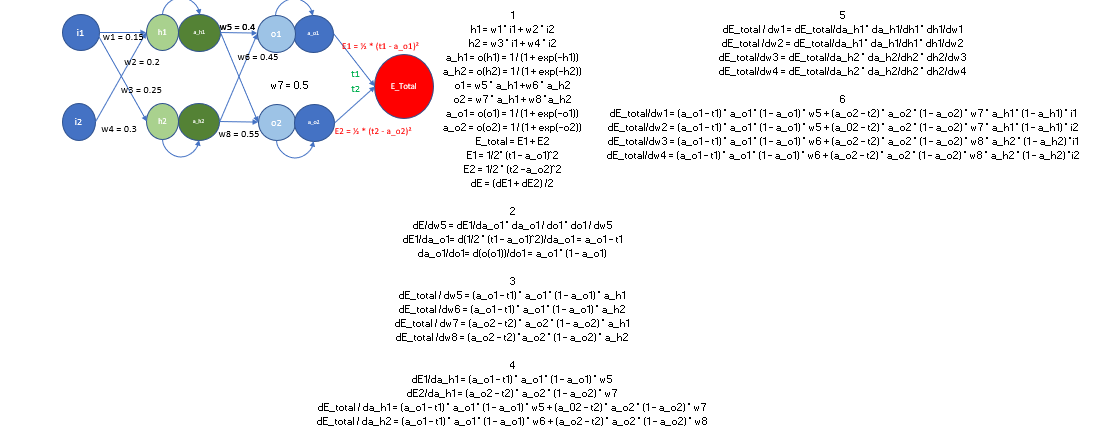 i1
w1 = 0.15
h1
a_h1
w5 = 0.4
o1
a_o1
E1 = ½ * (t1 - a_o1)²
w2 = 0.2
w6 = 0.45
t1
w3 = 0.25
w7 = 0.5
t2
E_Total
i2
w4 = 0.3
h2
a_h2
w8 = 0.55
o2
a_o2
E2 = ½ * (t2 - a_o2)²
1
h1= w1*i1+ w2*i2
h2 = w3*i1+ w4*i2
a_h1= σ(h1) = 1/(1+ exp(-h1))
a_h2 = σ(h2) = 1/(1+ exp(-h2))
o1= w5*a_h1+w6*a_h2
o2 = w7*a_h1+w8*a_h2
a_o1= σ(o1) = 1/(1+ exp(-o1))
a_o2 = σ(o2) = 1/(1+ exp(-o2))
E_total = E1+ E2
E1= 1/2*(t1- a_o1)^2
E2 = 1/2*(t2 -a_o2)^2
dE = (dE1+ dE2) /2
2
dE/dw5 = dE1/da_o1* da_o1/ do1* do1/ dw5
dE1/da_o1= d(1/2*(t1- a_o1)^2)/da_o1= a_o1- t1
da_o1/do1= d(σ(o1))/do1= a_o1*(1- a_o1)
3
dE_total / dw5 = (a_o1- t1)* a_o1*(1- a_o1)* a_h1
dE_total/dw6 = (a_o1- t1)* a_o1*(1- a_o1)* a_h2
dE_total / dw7 = (a_o2 - t2)* a_o2*(1- a_o2)* a_h1
dE_total/dw8 = (a_o2 - t2)* a_o2*(1- a_o2)* a_h2
4
dE1/da_h1= (a_o1- t1)* a_o1*(1- a_o1)* w5
dE2/da_h1= (a_o2 - t2)* a_o2*(1- a_o2)* w7
dE_total / da_h1= (a_o1- t1)* a_o1*(1- a_o1)* w5 + (a_02 - t2)* a_o2*(1- a_o2)* w7
dE_total / da_h2 = (a_o1- t1)* a_o1*(1- a_o1)* w6 + (a_o2 - t2)* a_o2*(1- a_o2)* w8
5
dE_total / dw1= dE_total/da_h1* da_h1/dh1* dh1/dw1
dE_total/dw2 = dE_total/da_h1* da_h1/dh1* dh1/dw2
dE_total/dw3 = dE_total/da_h2* da_h2/dh2* dh2/dw3
dE_total/dw4 = dE_total/da_h2* da_h2/dh2* dh2/dw4
6
dE_total/dw1= (a_o1- t1)* a_o1*(1- a_o1)* w5 + (a_o2 - t2)* a_o2*(1- a_o2)* w7* a_h1*(1- a_h1)*i1
dE_total/dw2 = (a_o1- t1)* a_o1*(1- a_o1)* w5 + (a_02 - t2)* a_o2*(1- a_o2)* w7* a_h1*(1- a_h1)*i2
dE_total/dw3 = (a_o1- t1)* a_o1*(1- a_o1)* w6 + (a_o2 - t2)* a_o2*(1- a_o2)* w8* a_h2*(1- a_h2)*i1
dE_total/dw4 = (a_o1- t1)* a_o1*(1- a_o1)* w6 + (a_o2 - t2)* a_o2*(1- a_o2)* w8* a_h2*(1- a_h2)*i2